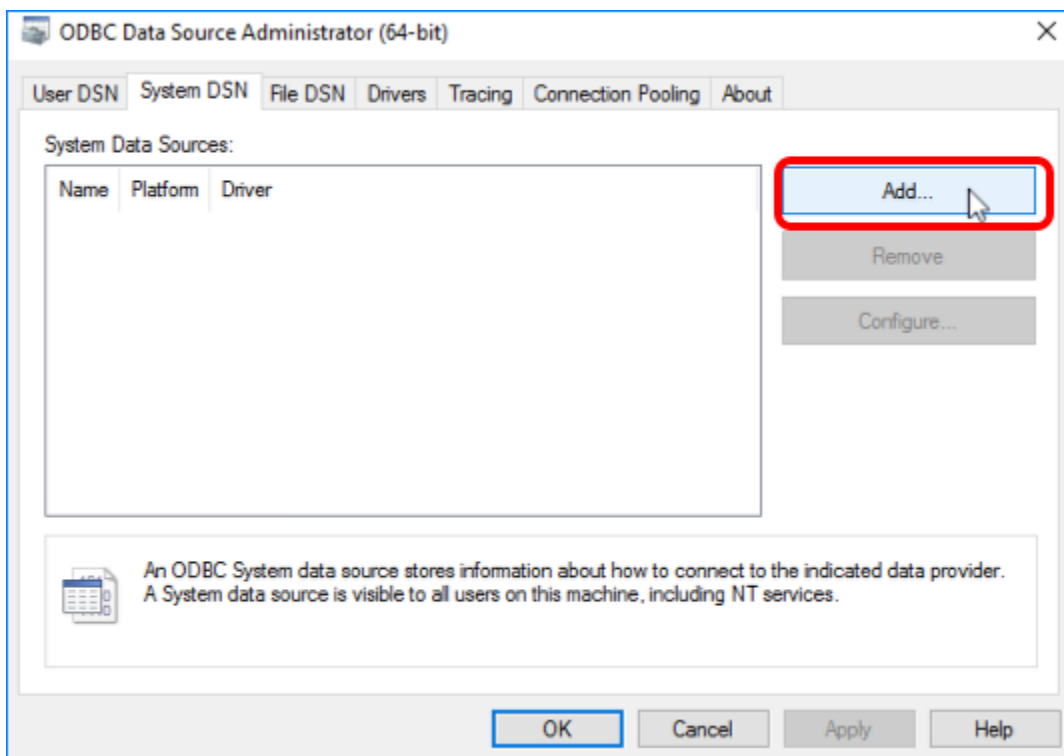 ODBC Data Source Administrator (64-bit)
User DSN System DSN File DSN Drivers Tracing Connection Pooling About
System Data Sources:
Name Platform Driver
Add...
Remove
Configure...
An ODBC System data source stores information about how to connect to the indicated data provider.
A System data source is visible to all users on this machine, including NT services.
OK Cancel Apply Help